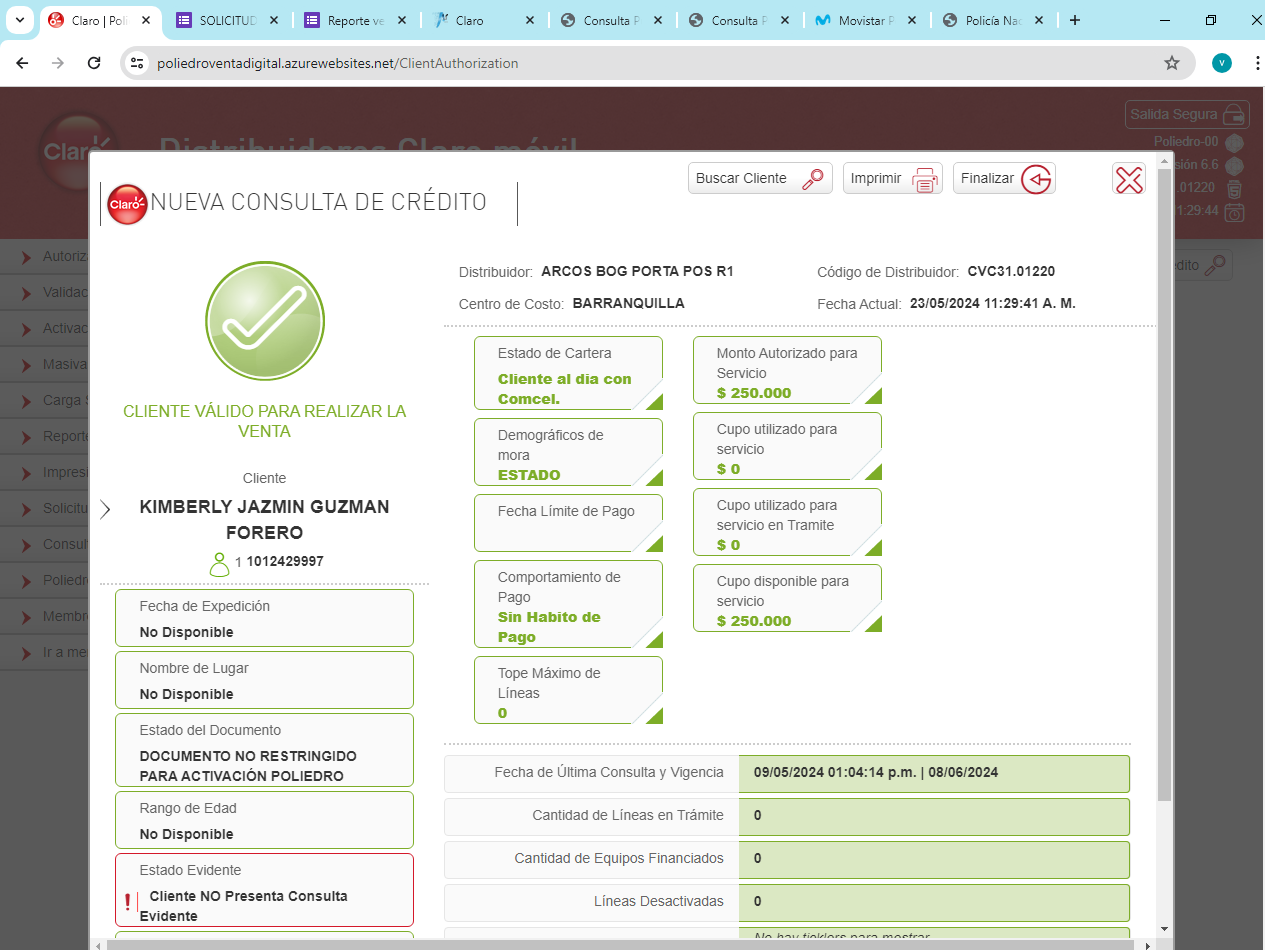 Claro | Poli
SOLICITUD
Reporte ve
Claro
Consulta P
Consulta P
Movistar P
Policía Nac
poliedroventadigital.azurewebsites.net/ClientAuthorization
V
Claro
Distribuidores Claro móvil
Salida Segura
Poliedro-00
sión 6.6
.01220
1:29:44
Autoriz
Validac
Activac
Masiva
Carga S
Reporte
Impresi
Solicitu
Consul
Poliedr
Membr
Ir a me
édito
Buscar Cliente
Imprimir
Finalizar
Claro
NUEVA CONSULTA DE CRÉDITO
CLIENTE VÁLIDO PARA REALIZAR LA
VENTA
Cliente
KIMBERLY JAZMIN GUZMAN
FORERO
1 1012429997
Fecha de Expedición
No Disponible
Nombre de Lugar
No Disponible
Estado del Documento
DOCUMENTO NO RESTRINGIDO
PARA ACTIVACIÓN POLIEDRO
Rango de Edad
No Disponible
Estado Evidente
! Cliente NO Presenta Consulta
Evidente
Distribuidor: ARCOS BOG PORTA POS R1
Código de Distribuidor: CVC31.01220
Centro de Costo: BARRANQUILLA
Fecha Actual: 23/05/2024 11:29:41 A. M.
Estado de Cartera
Cliente al dia con
Comcel.
Demográficos de
mora
ESTADO
Fecha Límite de Pago
Comportamiento de
Pago
Sin Habito de
Pago
Tope Máximo de
Líneas
0
Monto Autorizado para
Servicio
$ 250.000
Cupo utilizado para
servicio
$ 0
Cupo utilizado para
servicio en Tramite
$ 0
Cupo disponible para
servicio
$ 250.000
Fecha de Última Consulta y Vigencia
09/05/2024 01:04:14 p.m. | 08/06/2024
Cantidad de Líneas en Trámite
0
Cantidad de Equipos Financiados
0
Líneas Desactivadas
0
No hay ticklers para mostrar